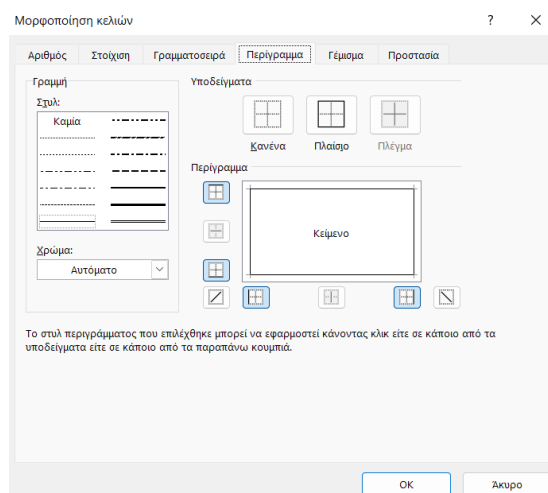 Μορφοποίηση κελιών
Αριθμός Στοίχιση Γραμματοσειρά Περίγραμμα Γέμισμα Προστασία
Γραμμή
Στυλ:
Καμία
Χρώμα:
Αυτόματο
Υποδείγματα
Κανένα Πλαίσιο Πλέγμα
Περίγραμμα
Κείμενο
Το στυλ περιγράμματος που επιλέχθηκε μπορεί να εφαρμοστεί κάνοντας κλικ είτε σε κάποιο από τα
υποδείγματα είτε σε κάποιο από τα παραπάνω κουμπιά.
OK Άκυρο